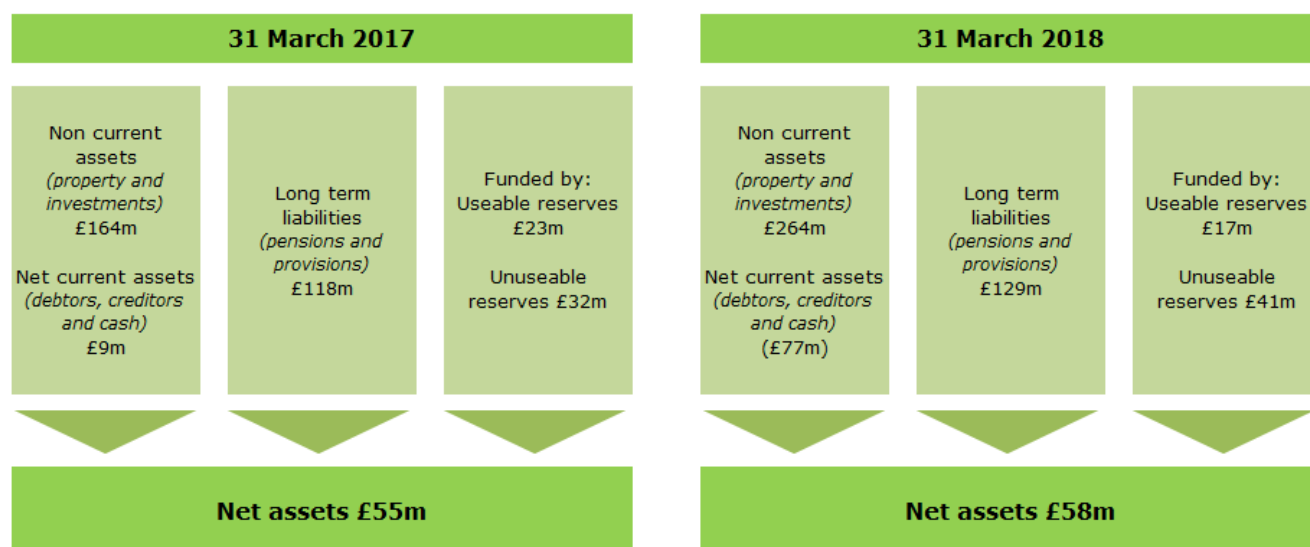 31 March 2017
Non current
assets
(property and
investments)
£164m
Net current assets
(debtors, creditors
and cash)
£9m
Long term
liabilities
(pensions and
provisions)
£118m
Funded by:
Useable reserves
£23m
Unuseable
reserves £32m
Net assets £55m
31 March 2018
Non current
assets
(property and
investments)
£264m
Net current assets
(debtors, creditors
and cash)
(£77m)
Long term
liabilities
(pensions and
provisions)
£129m
Funded by:
Useable reserves
£17m
Unuseable
reserves £41m
Net assets £58m